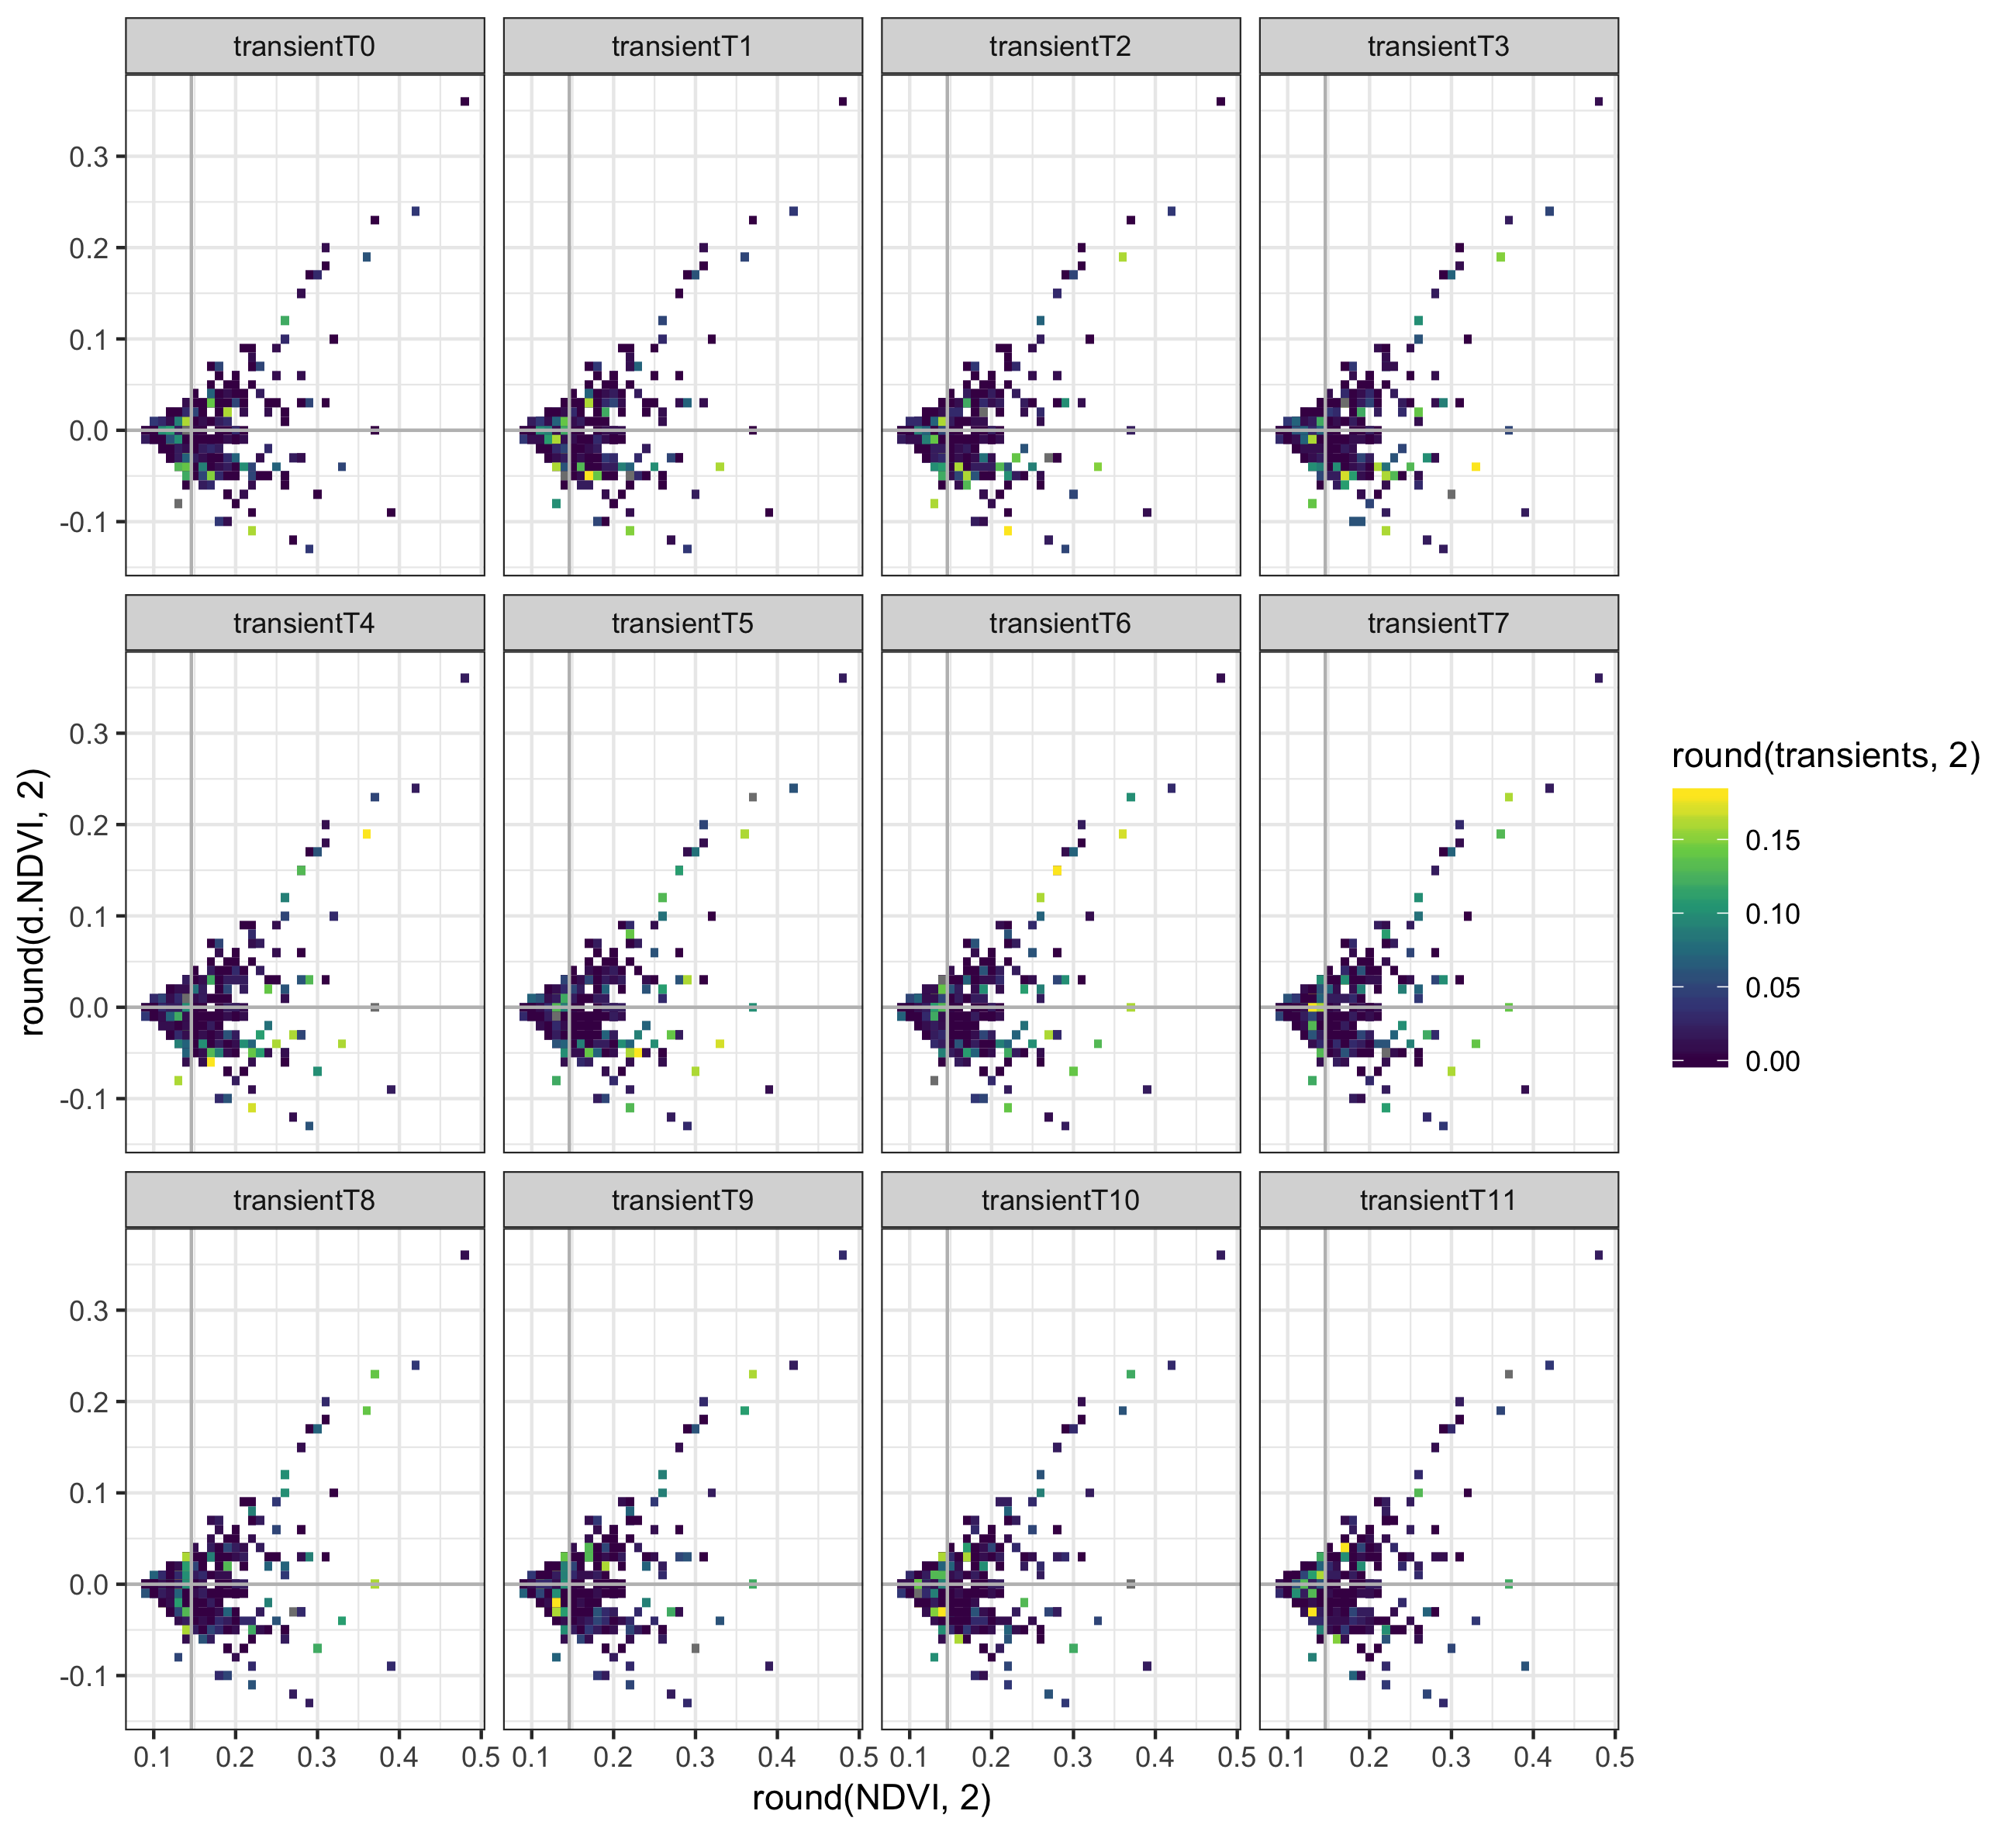 transientT0 transientT1 transientT2 transientT3
0.3
0.2
0.1
0.0
-0.1
transientT4 transientT5 transientT6 transientT7
0.3
0.2
0.1
0.0
-0.1
transientT8 transientT9 transientT10 transientT11
0.3
0.2
0.1
0.0
-0.1
0.1 0.2 0.3 0.4 0.5 0.1 0.2 0.3 0.4 0.5 0.1 0.2 0.3 0.4 0.5 0.1 0.2 0.3 0.4 0.5
round(NDVI, 2)
round(d.NDVI, 2)
round(transients, 2)
0.15
0.10
0.05
0.00